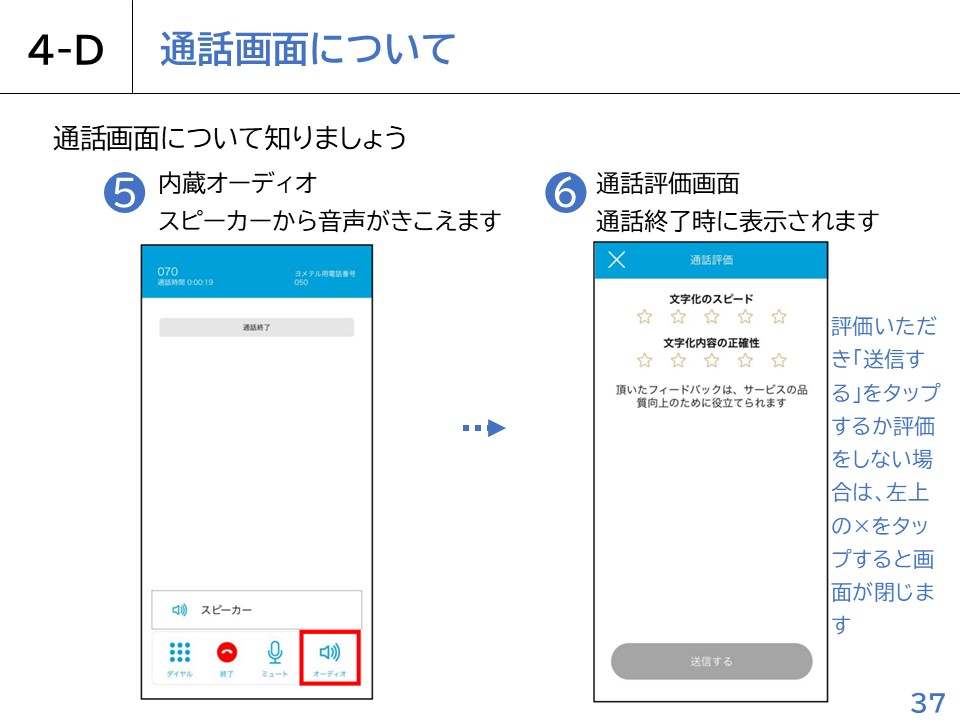 4-D
通話画面について
通話画面について知りましょう
5
内蔵オーディオ
スピーカーから音声がきこえます
070
通話時間 0:00:19
ヨメテル用電話番号
050
通話終了
スピーカー
ダイヤル
終了
ミュート
オーディオ
6
通話評価画面
通話終了時に表示されます
通話評価
文字化のスピード
文字化内容の正確性
頂いたフィードバックは、サービスの品
質向上のために役立てられます
送信する
評価いただ
き「送信す
る」をタップ
するか評価
をしない場
合は、左上
の×をタッ
プすると画
面が閉じま
す
37